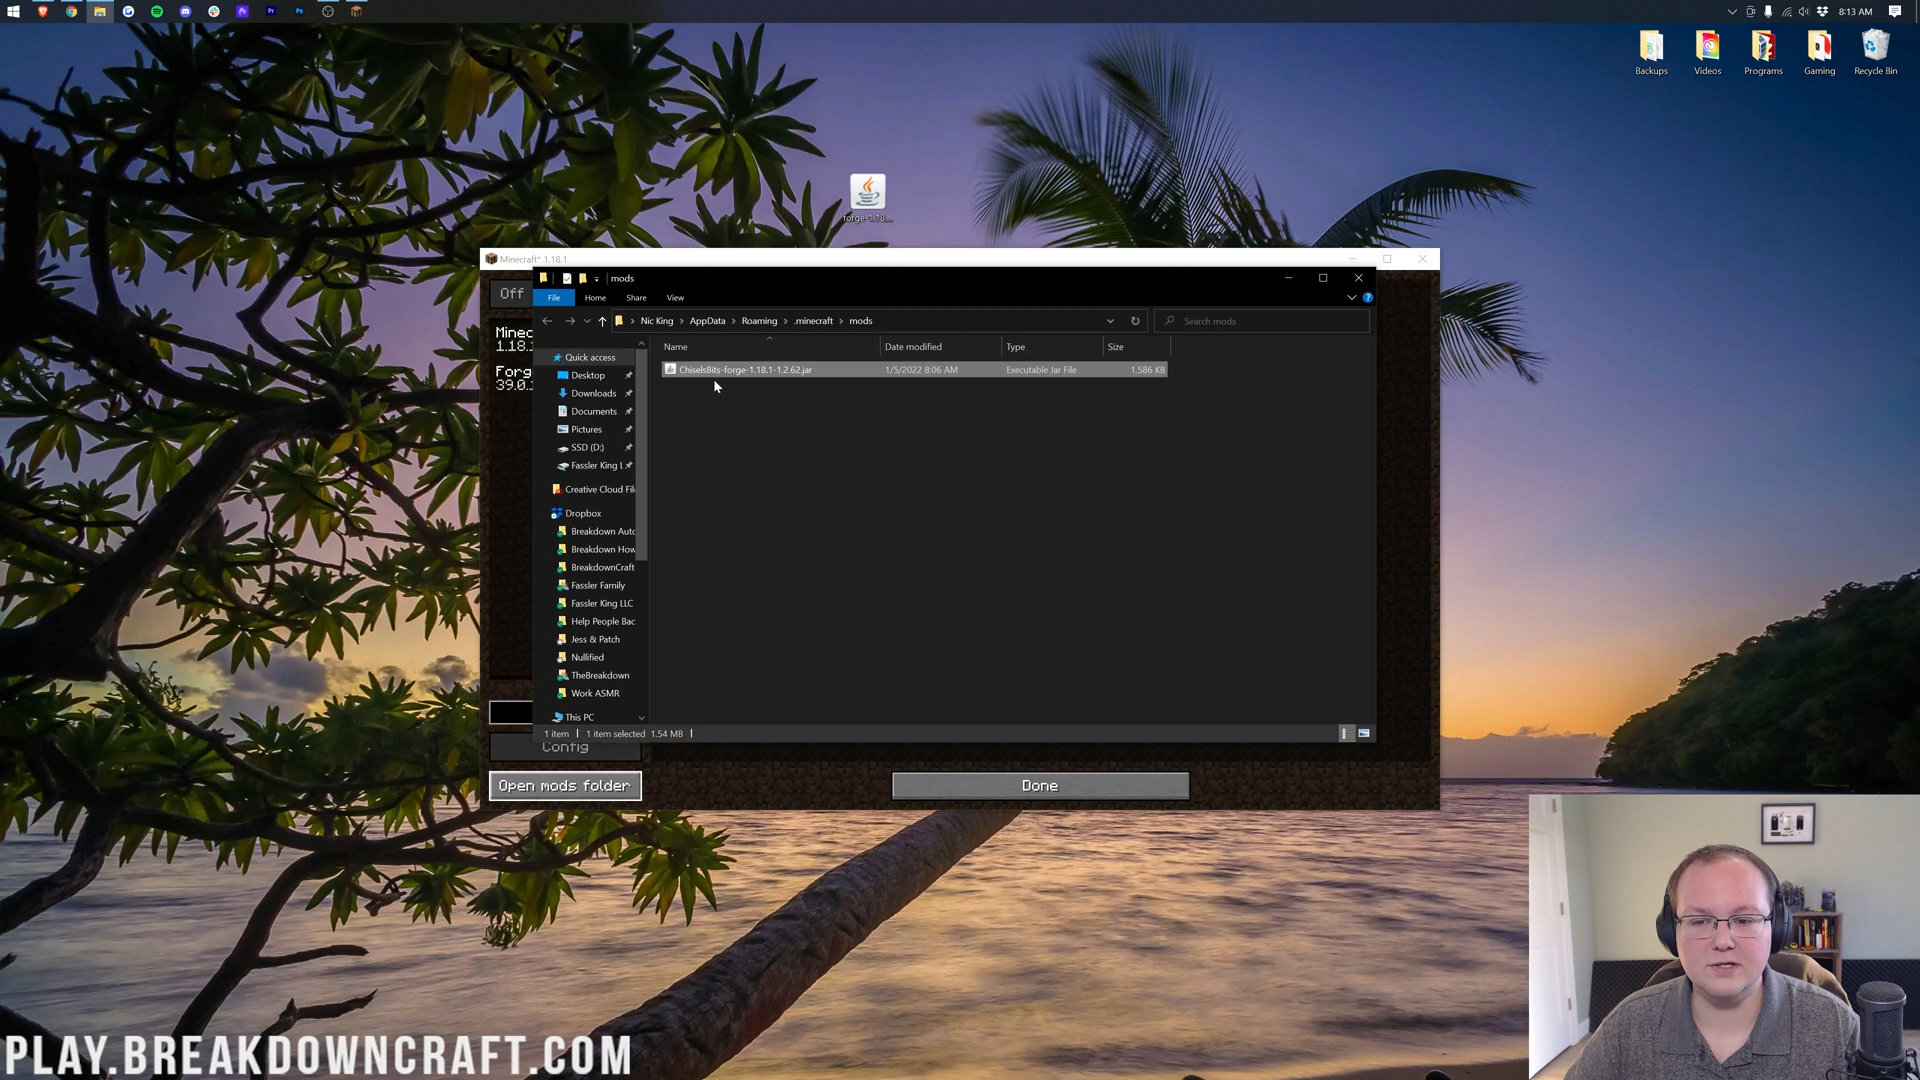 8:13 AM
Backups
Videos
Programs
Gaming
Recycle Bin
forge-1.18....
Minecraft* 1.18.1
mods
File
Home
Share
View
Nic King
AppData
Roaming
.minecraft
mods
Search mods
Off
Minec
1.18.
Forg
39.0.
Name
Date modified
Type
Size
ChiselsBits-forge-1.18.1-1.2.62.jar
1/5/2022 8:06 AM
Executable Jar File
1,586 KB
Quick access
Desktop
Downloads
Documents
Pictures
SSD (D:)
Fassler King L
Creative Cloud Fil
Dropbox
Breakdown Auto
Breakdown How
BreakdownCraft
Fassler Family
Fassler King LLC
Help People Bac
Jess & Patch
Nullified
TheBreakdown
Work ASMR
This PC
1 item
1 item selected 1.54 MB
Config
Open mods folder
Done
PLAY.BREAKDOWNCRAFT.COM